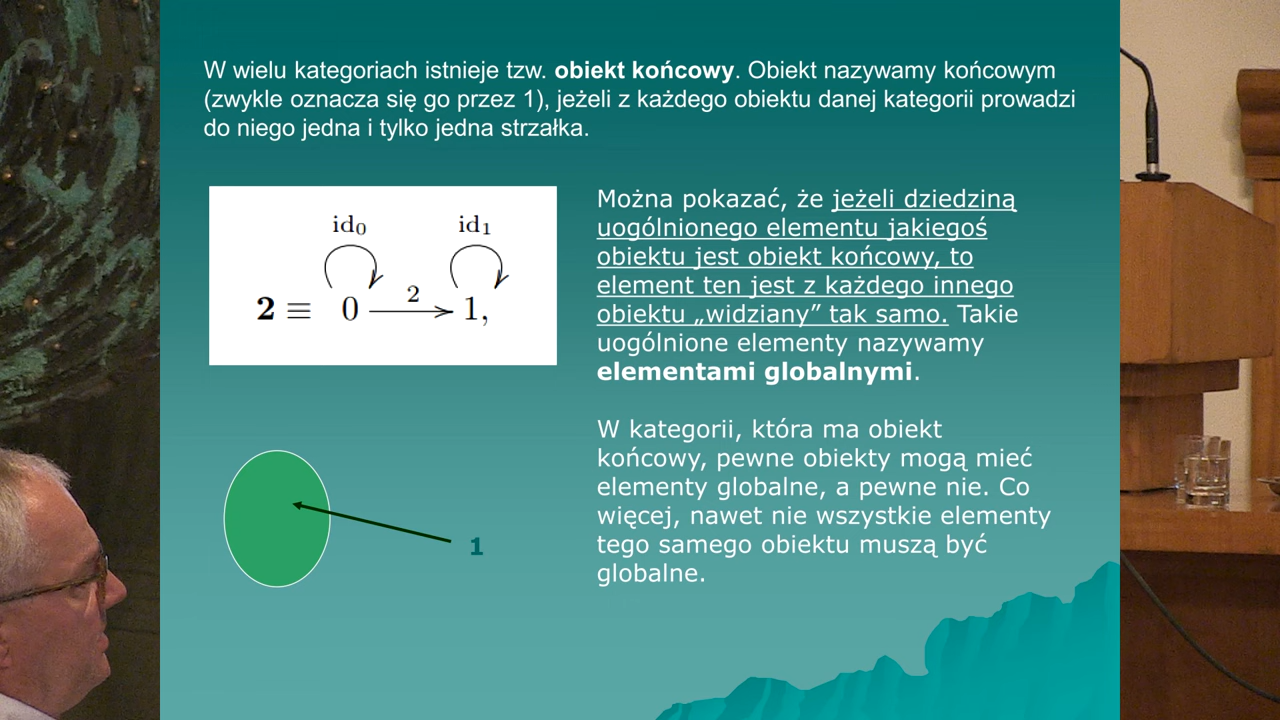 W wielu kategoriach istnieje tzw. obiekt końcowy. Obiekt nazywamy końcowym
(zwykle oznacza się go przez 1), jeżeli z każdego obiektu danej kategorii prowadzi
do niego jedna i tylko jedna strzałka.
id₀ id₁
2 ≡ 0 2 1,
1
Można pokazać, że jeżeli dziedziną
uogólnionego elementu jakiegoś
obiektu jest obiekt końcowy, to
element ten jest z każdego innego
obiektu „widziany” tak samo. Takie
uogólnione elementy nazywamy
elementami globalnymi.
W kategorii, która ma obiekt
końcowy, pewne obiekty mogą mieć
elementy globalne, a pewne nie. Co
więcej, nawet nie wszystkie elementy
tego samego obiektu muszą być
globalne.